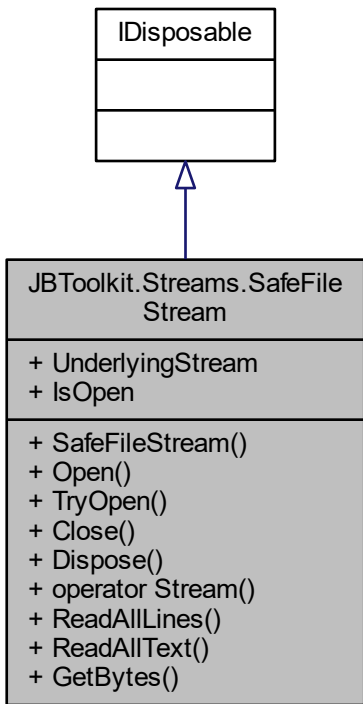 IDisposable
JBToolkit.Streams.SafeFile
Stream
+ UnderlyingStream
+ IsOpen
+ SafeFileStream()
+ Open()
+ TryOpen()
+ Close()
+ Dispose()
+ operator Stream()
+ ReadAllLines()
+ ReadAllText()
+ GetBytes()